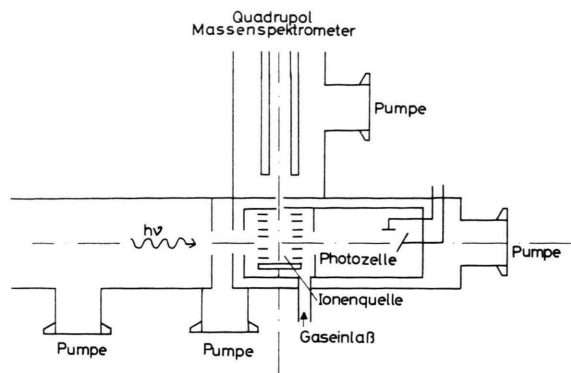 Quadrupol
Massenspektrometer
Pumpe
hν
Photozelle
Pumpe
Ionenquelle
Gaseinlaß
Pumpe
Pumpe